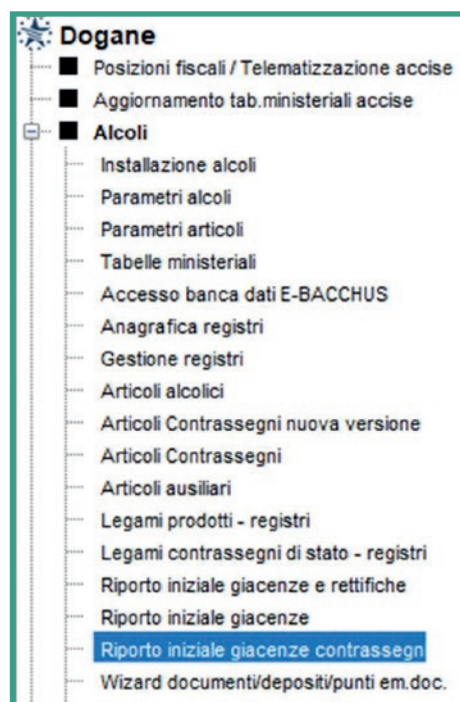 Dogane
Posizioni fiscali / Telematizzazione accise
Aggiornamento tab.ministeriali accise
Alcoli
Installazione alcoli
Parametri alcoli
Parametri articoli
Tabelle ministeriali
Accesso banca dati E-BACCHUS
Anagrafica registri
Gestione registri
Articoli alcolici
Articoli Contrassegni nuova versione
Articoli Contrassegni
Articoli ausiliari
Legami prodotti - registri
Legami contrassegni di stato - registri
Riporto iniziale giacenze e rettifiche
Riporto iniziale giacenze
Riporto iniziale giacenze contrassegn
Wizard documenti/depositi/punti em.doc.